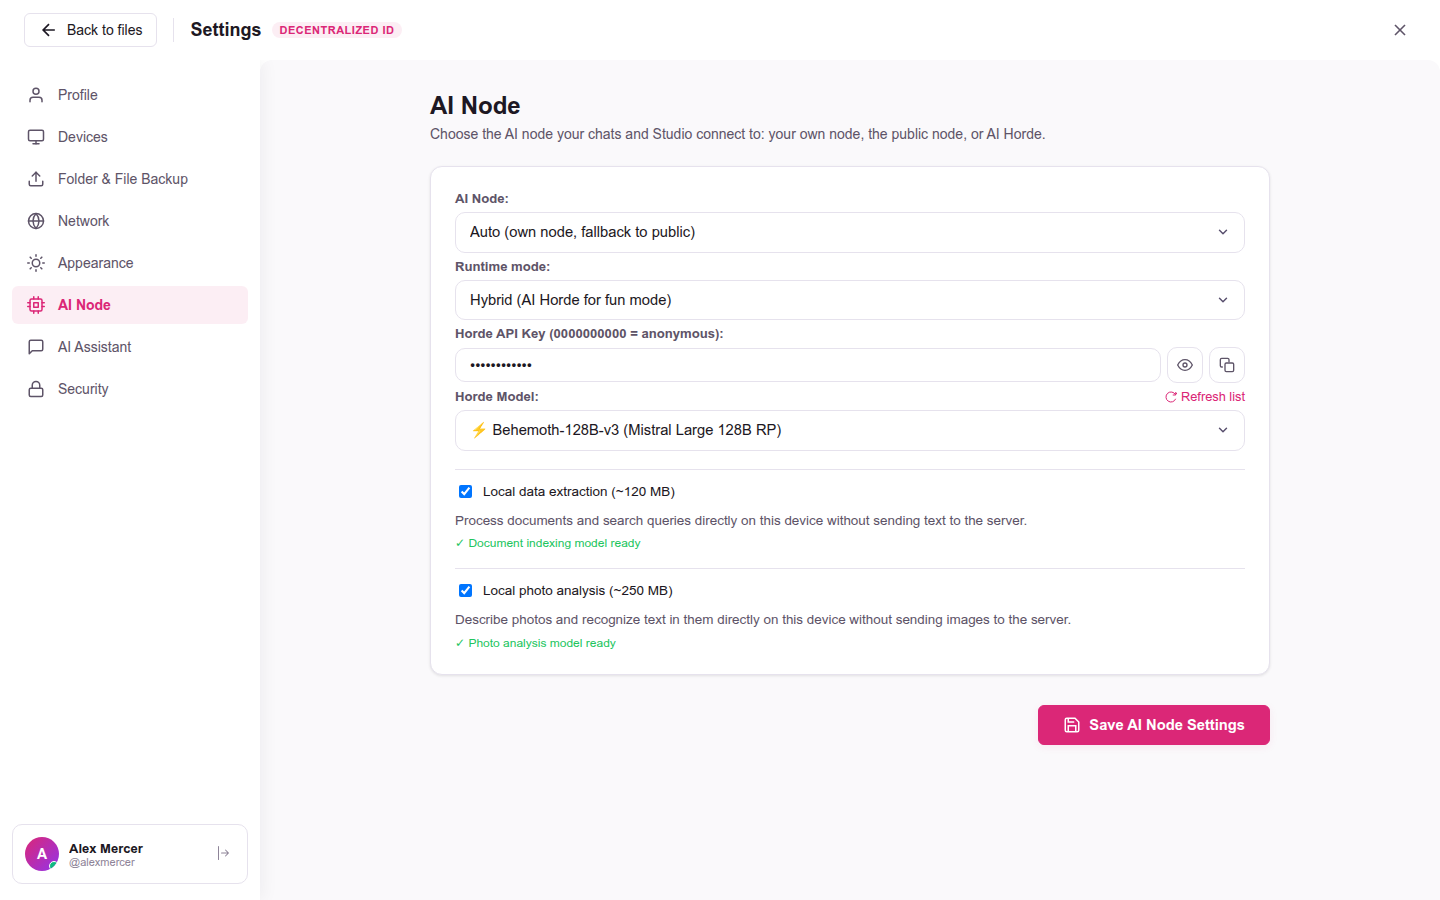 Back to files
Settings
DECENTRALIZED ID
Profile
Devices
Folder & File Backup
Network
Appearance
AI Node
AI Assistant
Security
A
Alex Mercer
@alexmercer
AI Node
Choose the AI node your chats and Studio connect to: your own node, the public node, or AI Horde.
AI Node:
Auto (own node, fallback to public)
Runtime mode:
Hybrid (AI Horde for fun mode)
Horde API Key (0000000000 = anonymous):
••••••••••••
Horde Model:
Refresh list
⚡ Behemoth-128B-v3 (Mistral Large 128B RP)
Local data extraction (~120 MB)
Process documents and search queries directly on this device without sending text to the server.
✓ Document indexing model ready
Local photo analysis (~250 MB)
Describe photos and recognize text in them directly on this device without sending images to the server.
✓ Photo analysis model ready
Save AI Node Settings